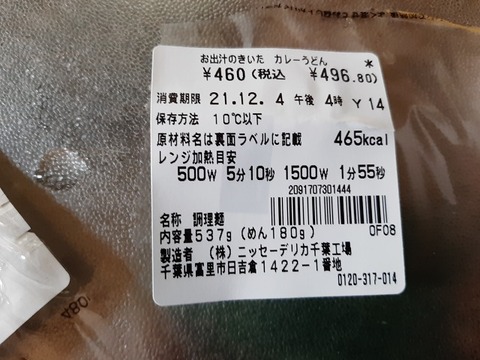 お出汁のきいた カレーうどん *
¥460(税込 ¥496.80)
消費期限 21.12. 4 午後 4時 Y 14
保存方法 10℃以下
原材料名は裏面ラベルに記載 465kcal
レンジ加熱目安
500W 5分10秒 1500W 1分55秒
2091707301444
名称 調理麺
内容量537g(めん180g) 0F08
製造者 (株)ニッセーデリカ千葉工場
千葉県富里市日吉倉1422-1番地
0120-317-014